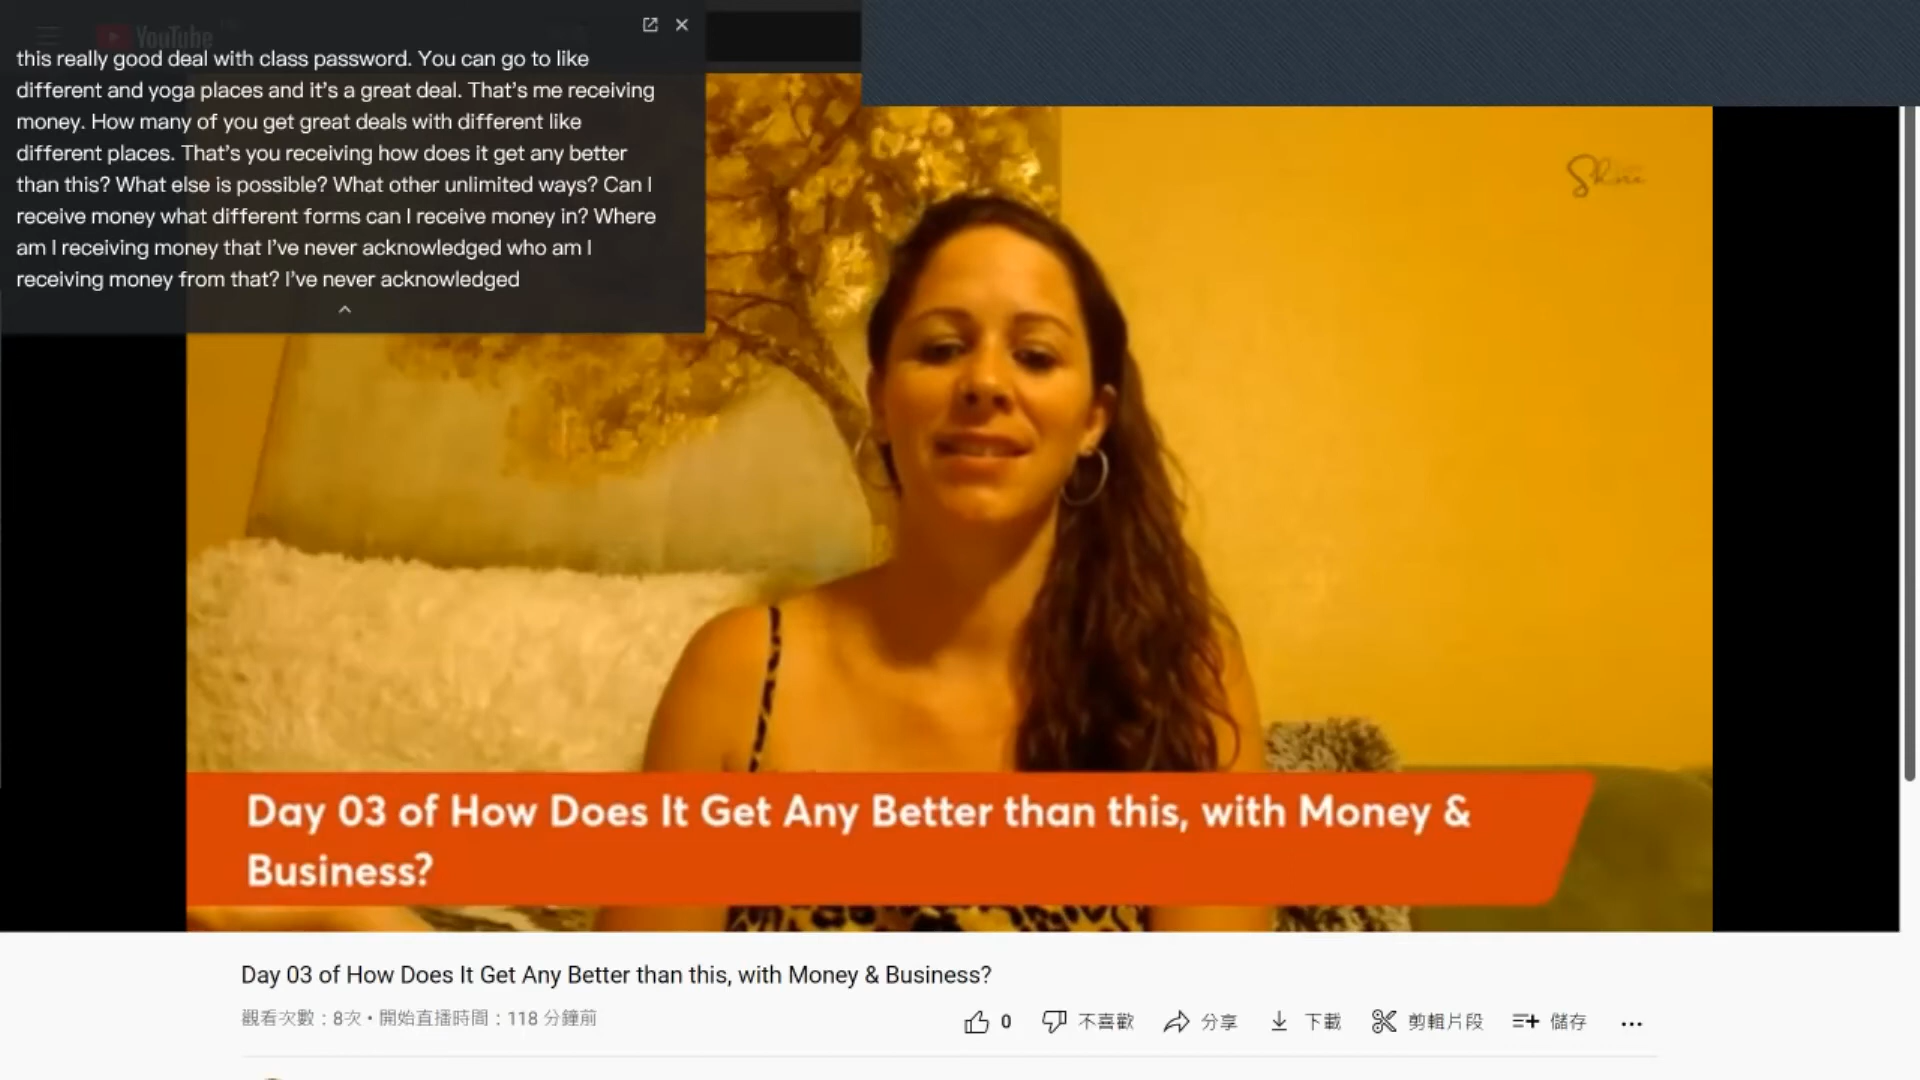 YouTube
this really good deal with class password. You can go to like
different and yoga places and it's a great deal. That's me receiving
money. How many of you get great deals with different like
different places. That's you receiving how does it get any better
than this? What else is possible? What other unlimited ways? Can I
receive money what different forms can I receive money in? Where
am I receiving money that I've never acknowledged who am I
receiving money from that? I've never acknowledged
Day 03 of How Does It Get Any Better than this, with Money &
Business?
Day 03 of How Does It Get Any Better than this, with Money & Business?
觀看次數：8次 • 開始直播時間：118 分鐘前
0 不喜歡 分享 下載 剪輯片段 儲存